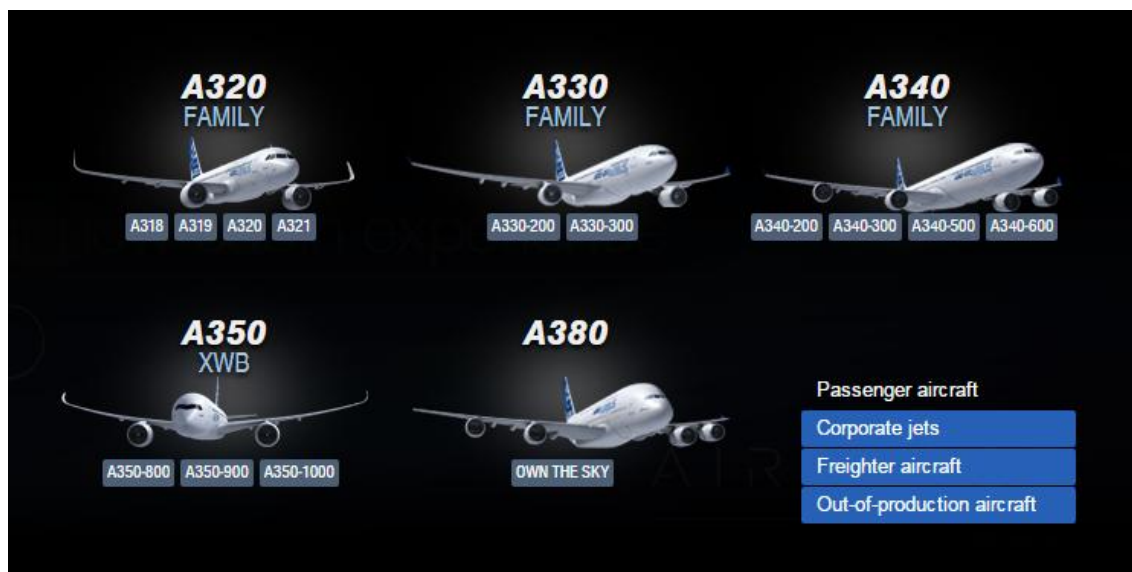 A320
FAMILY
A318 A319 A320 A321
A330
FAMILY
A330-200 A330-300
A340
FAMILY
A340-200 A340-300 A340-500 A340-600
A350
XWB
A350-800 A350-900 A350-1000
A380
OWN THE SKY
Passenger aircraft
Corporate jets
Freighter aircraft
Out-of-production aircraft